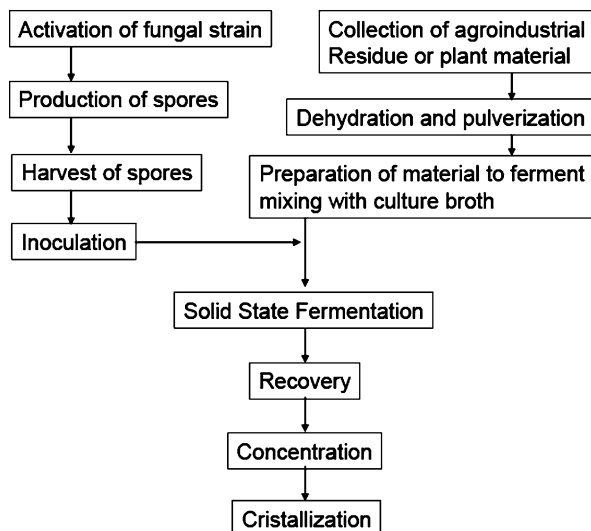 Activation of fungal strain
Production of spores
Harvest of spores
Inoculation
Collection of agroindustrial
Residue or plant material
Dehydration and pulverization
Preparation of material to ferment
mixing with culture broth
Solid State Fermentation
Recovery
Concentration
Cristallization